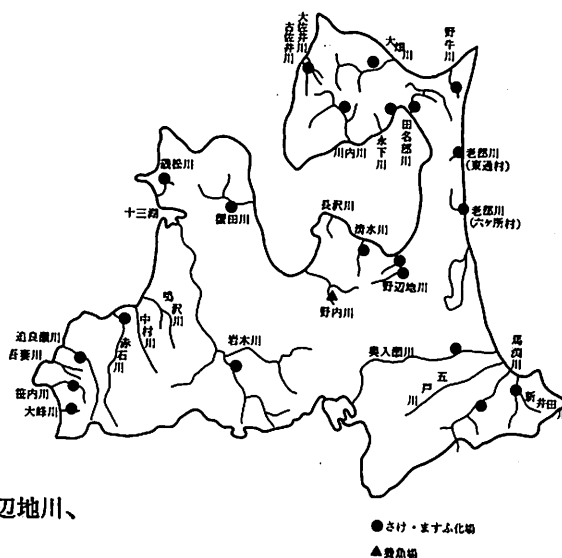 大佐井川
古佐井川
大畑川
野牛川
川内川
永下川
田名部川
老部川
(東通村)
老部川
(六ヶ所村)
磯松川
十三湖
蟹田川
長沢川
清水川
野辺地川
野内川
鳴沢川
中村川
赤石川
追良瀬川
吾妻川
笹内川
大峰川
岩木川
奥入瀬川
五戸川
馬渕川
新井田川
辺地川、
●さけ・ますふ化場
▲養魚場